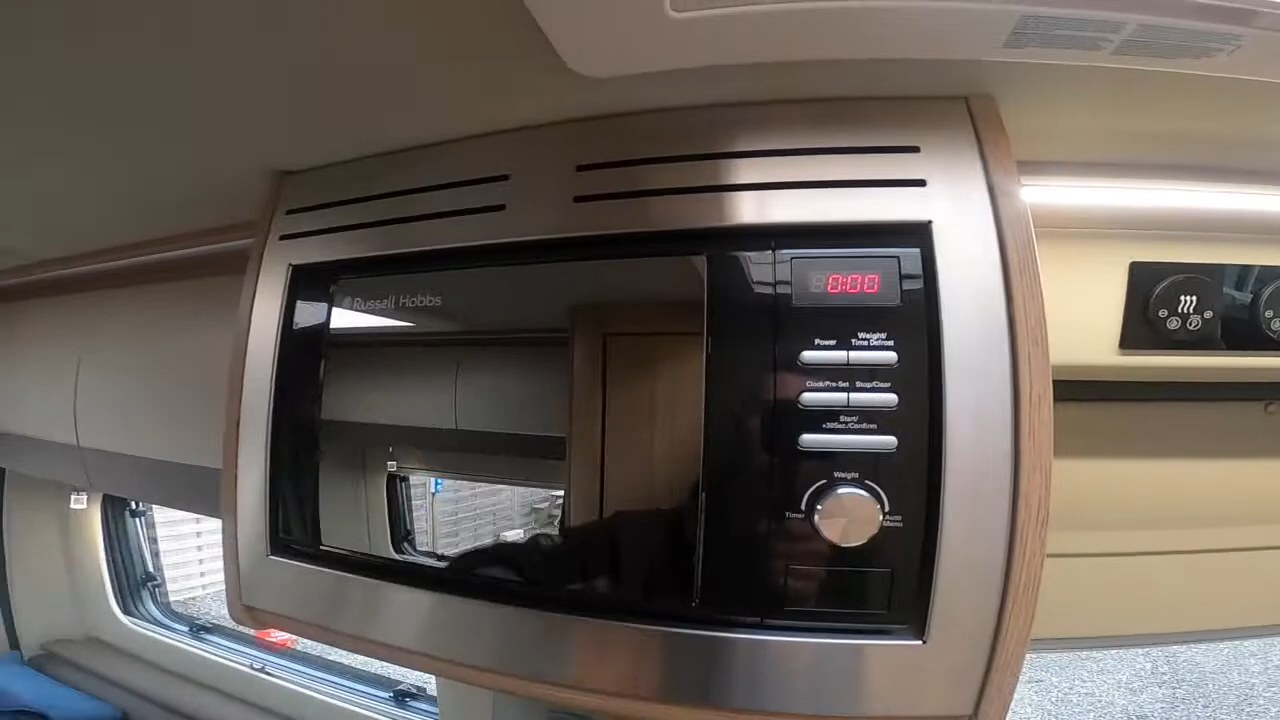 Russell Hobbs
0:00
Power
Weight/
Time Defrost
Clock/Pre-Set
Stop/Clear
Start/
+30Sec./Confirm
Weight
Timer
Auto
Menu